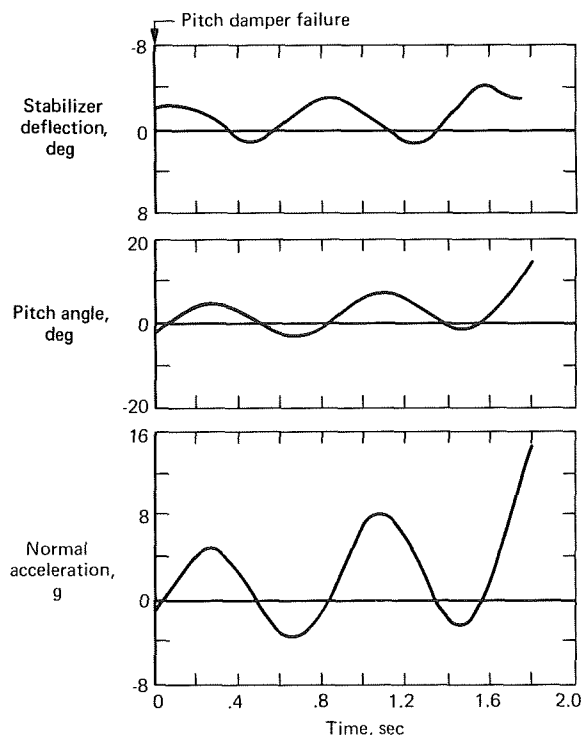 Pitch damper failure
-8
Stabilizer
deflection,
deg
0
8
20
Pitch angle,
deg
0
-20
16
8
Normal
acceleration,
g
0
-8
0 .4 .8 1.2 1.6 2.0
Time, sec